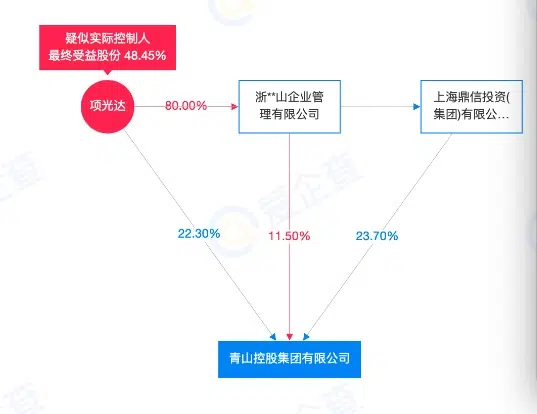 疑似实际控制人
最终受益股份 48.45%
项光达
80.00%
浙**山企业管
理有限公司
上海鼎信投资(
集团)有限公...
22.30%
11.50%
23.70%
青山控股集团有限公司
爱企查